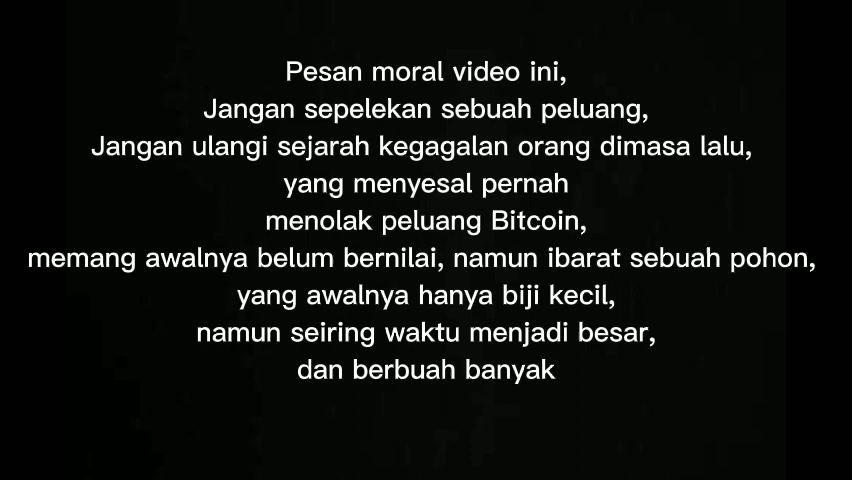 Pesan moral video ini,
Jangan sepelekan sebuah peluang,
Jangan ulangi sejarah kegagalan orang dimasa lalu,
yang menyesal pernah
menolak peluang Bitcoin,
memang awalnya belum bernilai, namun ibarat sebuah pohon,
yang awalnya hanya biji kecil,
namun seiring waktu menjadi besar,
dan berbuah banyak